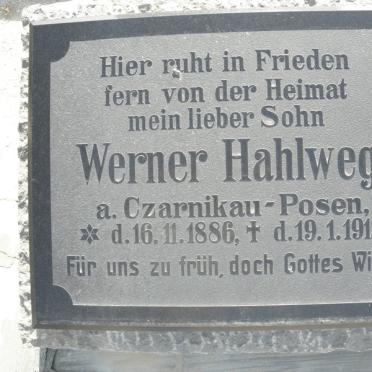 Hier ruht in Frieden
fern von der Heimat
mein lieber Sohn
Werner Hahlweg
a. Czarnikau-Posen,
✲ d. 16. 11. 1886, ✝ d. 19. 1. 191
Für uns zu früh, doch Gottes Wi